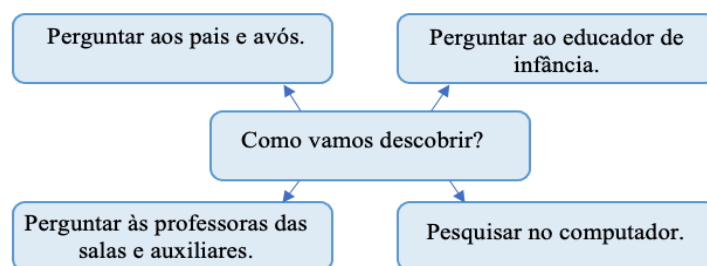 Perguntar aos pais e avós.
Perguntar ao educador de
infância.
Como vamos descobrir?
Perguntar às professoras das
salas e auxiliares.
Pesquisar no computador.